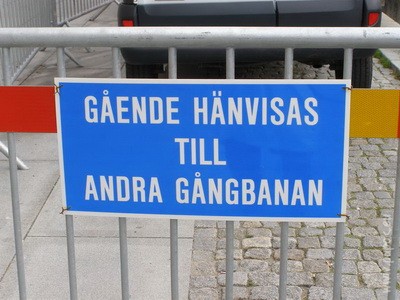 GÅENDE HÄNVISAS
TILL
ANDRA GÅNGBANAN